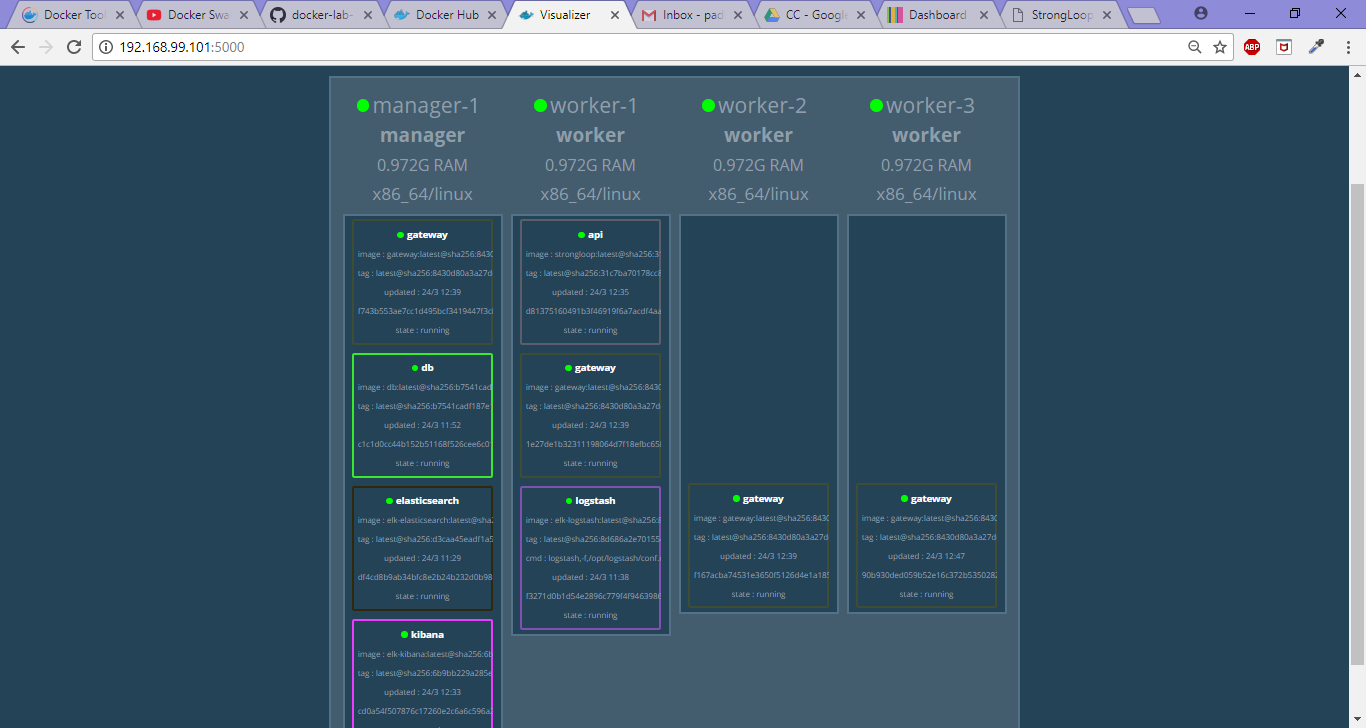 Docker Tool
Docker Swa
docker-lab-
Docker Hub
Visualizer
Inbox - pad
CC - Google
Dashboard
StrongLoop
192.168.99.101:5000
ABP
manager-1
manager
0.972G RAM
x86_64/linux
gateway
image : gateway:latest@sha256:8430
tag : latest@sha256:8430d80a3a27d
updated : 24/3 12:39
f743b553ae7cc1d495bcf3419447f3c
state : running
db
image : db:latest@sha256:b7541cad
tag : latest@sha256:b7541cadf187e
updated : 24/3 11:52
c1c1d0cc44b152b51168f526cee6c0
state : running
elasticsearch
image : elk-elasticsearch:latest@sha2
tag : latest@sha256:d3caa45eadf1a5
updated : 24/3 11:29
df4cd8b9ab34bfc8e2b24b232d0b98
state : running
kibana
image : elk-kibana:latest@sha256:6b
tag : latest@sha256:6b9bb229a285e
updated : 24/3 12:33
cd0a54f507876c17260e2c6a6c596a
worker-1
worker
0.972G RAM
x86_64/linux
api
image : strongloop:latest@sha256:3
tag : latest@sha256:31c7ba70178cc8
updated : 24/3 12:35
d81375160491b3f46919f6a7acdf4aa
state : running
gateway
image : gateway:latest@sha256:8430
tag : latest@sha256:8430d80a3a27d
updated : 24/3 12:39
1e27de1b32311198064d7f18efbc65
state : running
logstash
image : elk-logstash:latest@sha256:
tag : latest@sha256:8d686a2e70155
cmd : logstash,-f,/opt/logstash/conf.
updated : 24/3 11:38
f3271d0b1d54e2896c779f4f9463986
state : running
worker-2
worker
0.972G RAM
x86_64/linux
gateway
image : gateway:latest@sha256:8430
tag : latest@sha256:8430d80a3a27d
updated : 24/3 12:39
f167acba74531e3650f5126d4e1a185
state : running
worker-3
worker
0.972G RAM
x86_64/linux
gateway
image : gateway:latest@sha256:8430
tag : latest@sha256:8430d80a3a27d
updated : 24/3 12:47
90b930ded059b52e16c372b5350282
state : running